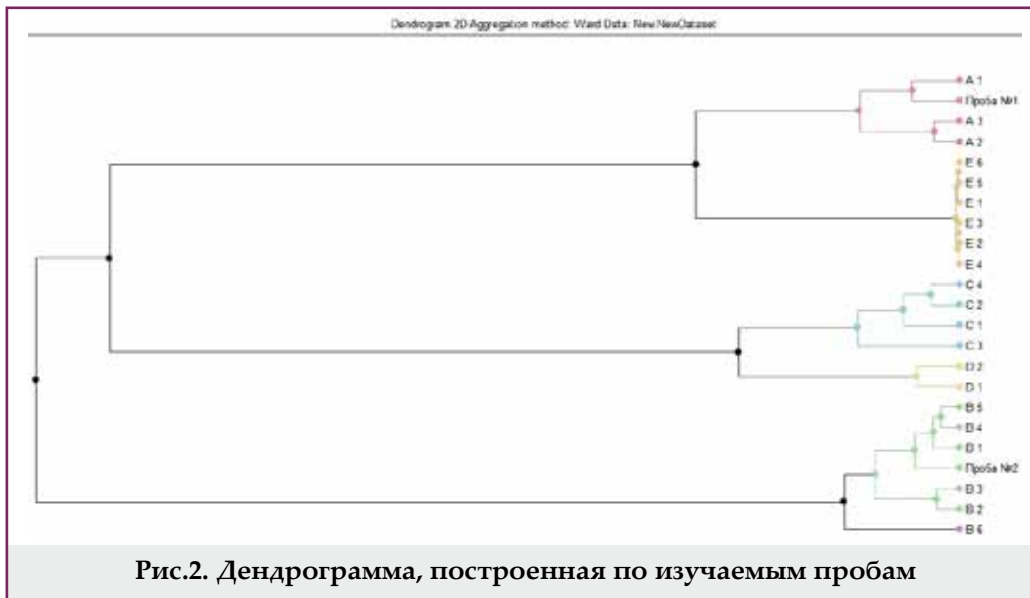 Dendrogram 2D-Aggregation method: Ward Data: New.NewDataset
A 1
Проба №1
A 3
A 2
E 6
E 5
E 1
E 3
E 2
E 4
C 4
C 2
C 1
C 3
D 2
D 1
B 5
B 4
B 1
Проба №2
B 3
B 2
B 6
Рис.2. Дендрограмма, построенная по изучаемым пробам